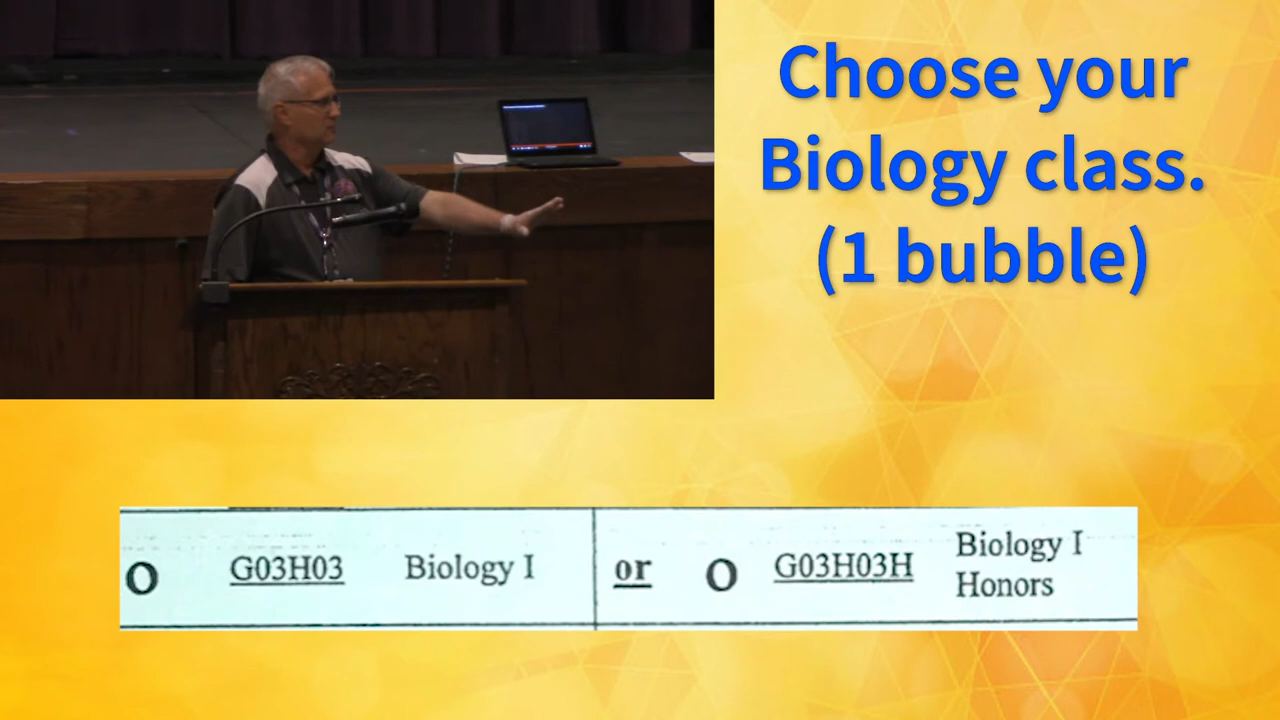 Choose your
Biology class.
(1 bubble)
O G03H03 Biology I or O G03H03H Biology I
Honors